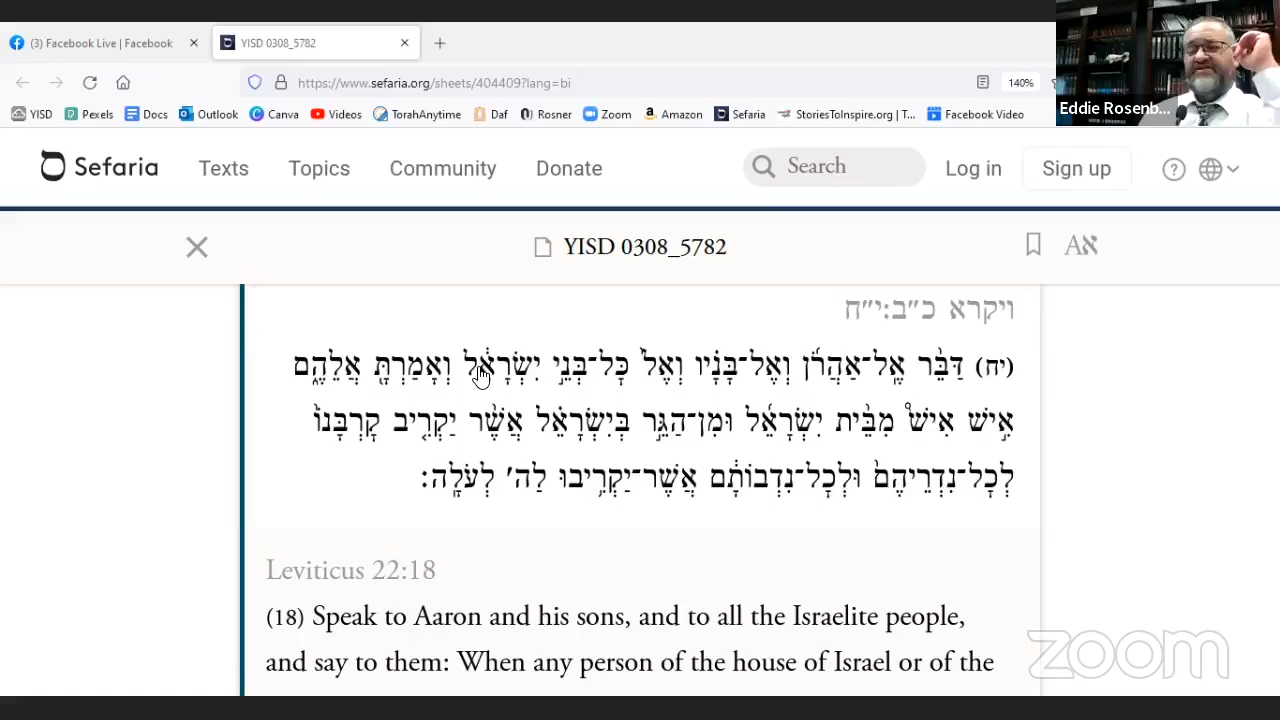 (3) Facebook Live | Facebook
YISD 0308_5782
https://www.sefaria.org/sheets/404409?lang=bi
140%
YISD Pexels Docs Outlook Canva Videos TorahAnytime Daf Rosner Zoom Amazon Sefaria StoriesToInspire.org | T... Facebook Video
Eddie Rosenb...
Sefaria Texts Topics Community Donate Search Log in Sign up
YISD 0308_5782
Aא
ויקרא כ״ב:י״ח
(יח) דַּבֵּ֨ר אֶֽל־אַהֲרֹ֜ן וְאֶל־בָּנָ֗יו וְאֶל֙ כׇּל־בְּנֵ֣י יִשְׂרָאֵ֔ל וְאָמַרְתָּ֖ אֲלֵהֶ֑ם
אִ֣ישׁ אִישׁ֩ מִבֵּ֨ית יִשְׂרָאֵ֜ל וּמִן־הַגֵּ֣ר בְּיִשְׂרָאֵ֗ל אֲשֶׁ֨ר יַקְרִ֤יב קׇרְבָּנוֹ֙
לְכׇל־נִדְרֵיהֶם֙ וּלְכׇל־נִדְבוֹתָ֔ם אֲשֶׁר־יַקְרִ֥יבוּ לַה׳ לְעֹלָֽה׃
Leviticus 22:18
(18) Speak to Aaron and his sons, and to all the Israelite people,
and say to them: When any person of the house of Israel or of the
zoom